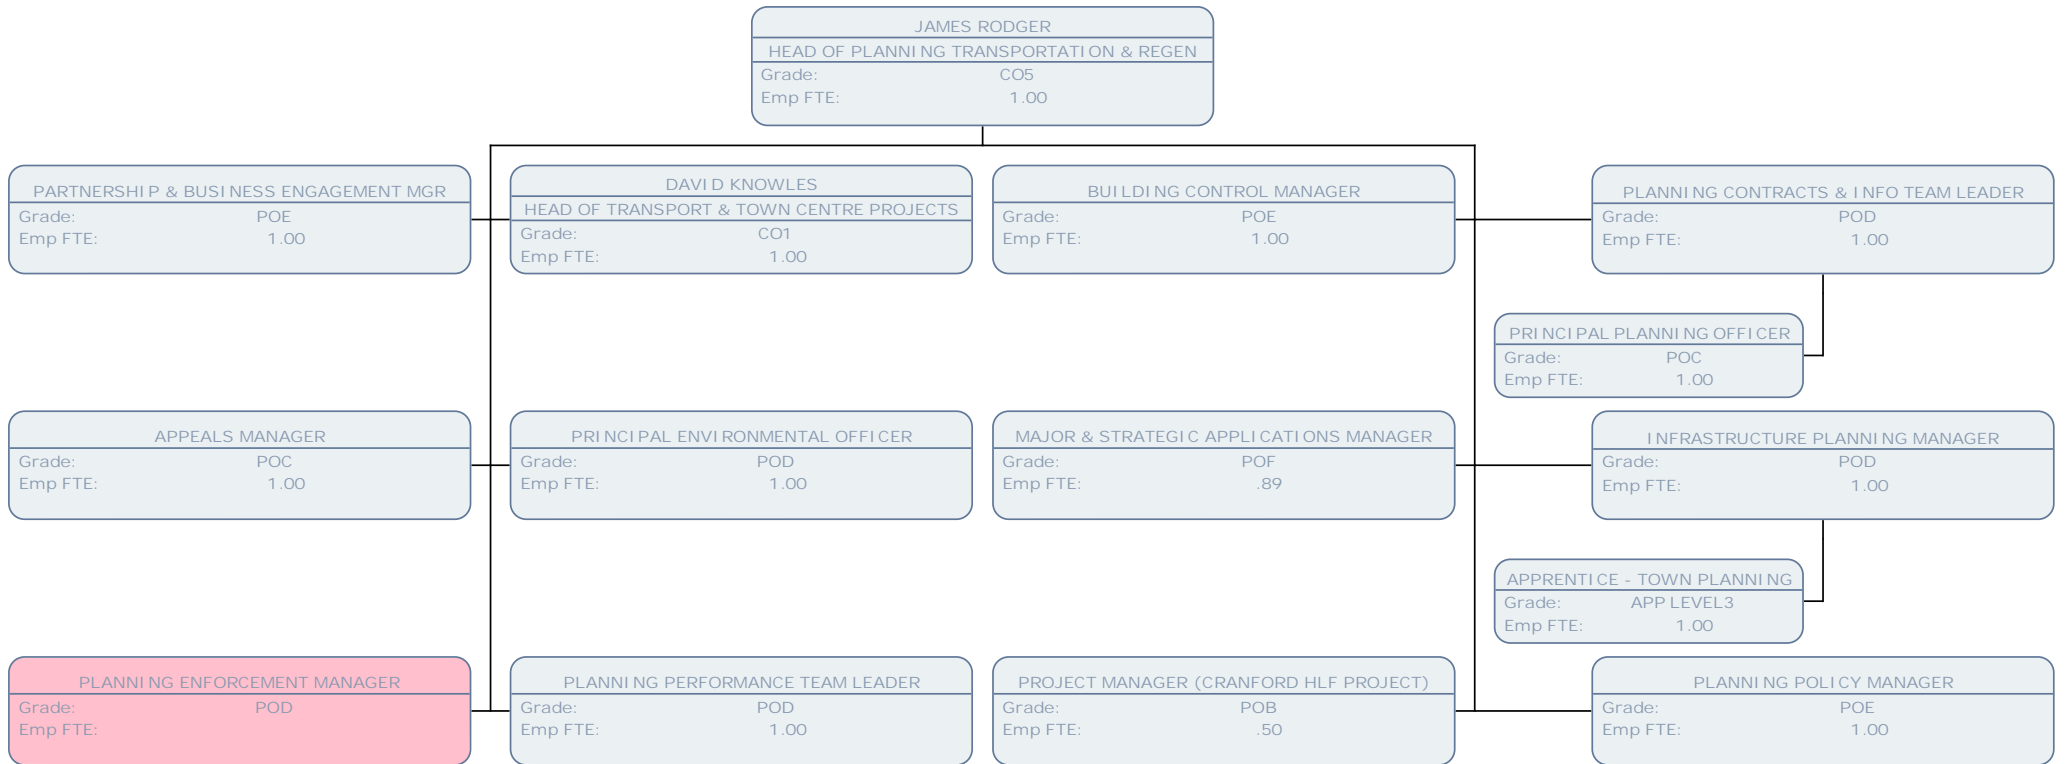 JAMES RODGER
HEAD OF PLANNING TRANSPORTATION & REGEN
Grade: CO5
Emp FTE: 1.00
PARTNERSHIP & BUSINESS ENGAGEMENT MGR
Grade: POE
Emp FTE: 1.00
DAVID KNOWLES
HEAD OF TRANSPORT & TOWN CENTRE PROJECTS
Grade: CO1
Emp FTE: 1.00
BUILDING CONTROL MANAGER
Grade: POE
Emp FTE: 1.00
PLANNING CONTRACTS & INFO TEAM LEADER
Grade: POD
Emp FTE: 1.00
PRINCIPAL PLANNING OFFICER
Grade: POC
Emp FTE: 1.00
APPEALS MANAGER
Grade: POC
Emp FTE: 1.00
PRINCIPAL ENVIRONMENTAL OFFICER
Grade: POD
Emp FTE: 1.00
MAJOR & STRATEGIC APPLICATIONS MANAGER
Grade: POF
Emp FTE: .89
INFRASTRUCTURE PLANNING MANAGER
Grade: POD
Emp FTE: 1.00
APPRENTICE - TOWN PLANNING
Grade: APP LEVEL3
Emp FTE: 1.00
PLANNING ENFORCEMENT MANAGER
Grade: POD
Emp FTE:
PLANNING PERFORMANCE TEAM LEADER
Grade: POD
Emp FTE: 1.00
PROJECT MANAGER (CRANFORD HLF PROJECT)
Grade: POB
Emp FTE: .50
PLANNING POLICY MANAGER
Grade: POE
Emp FTE: 1.00